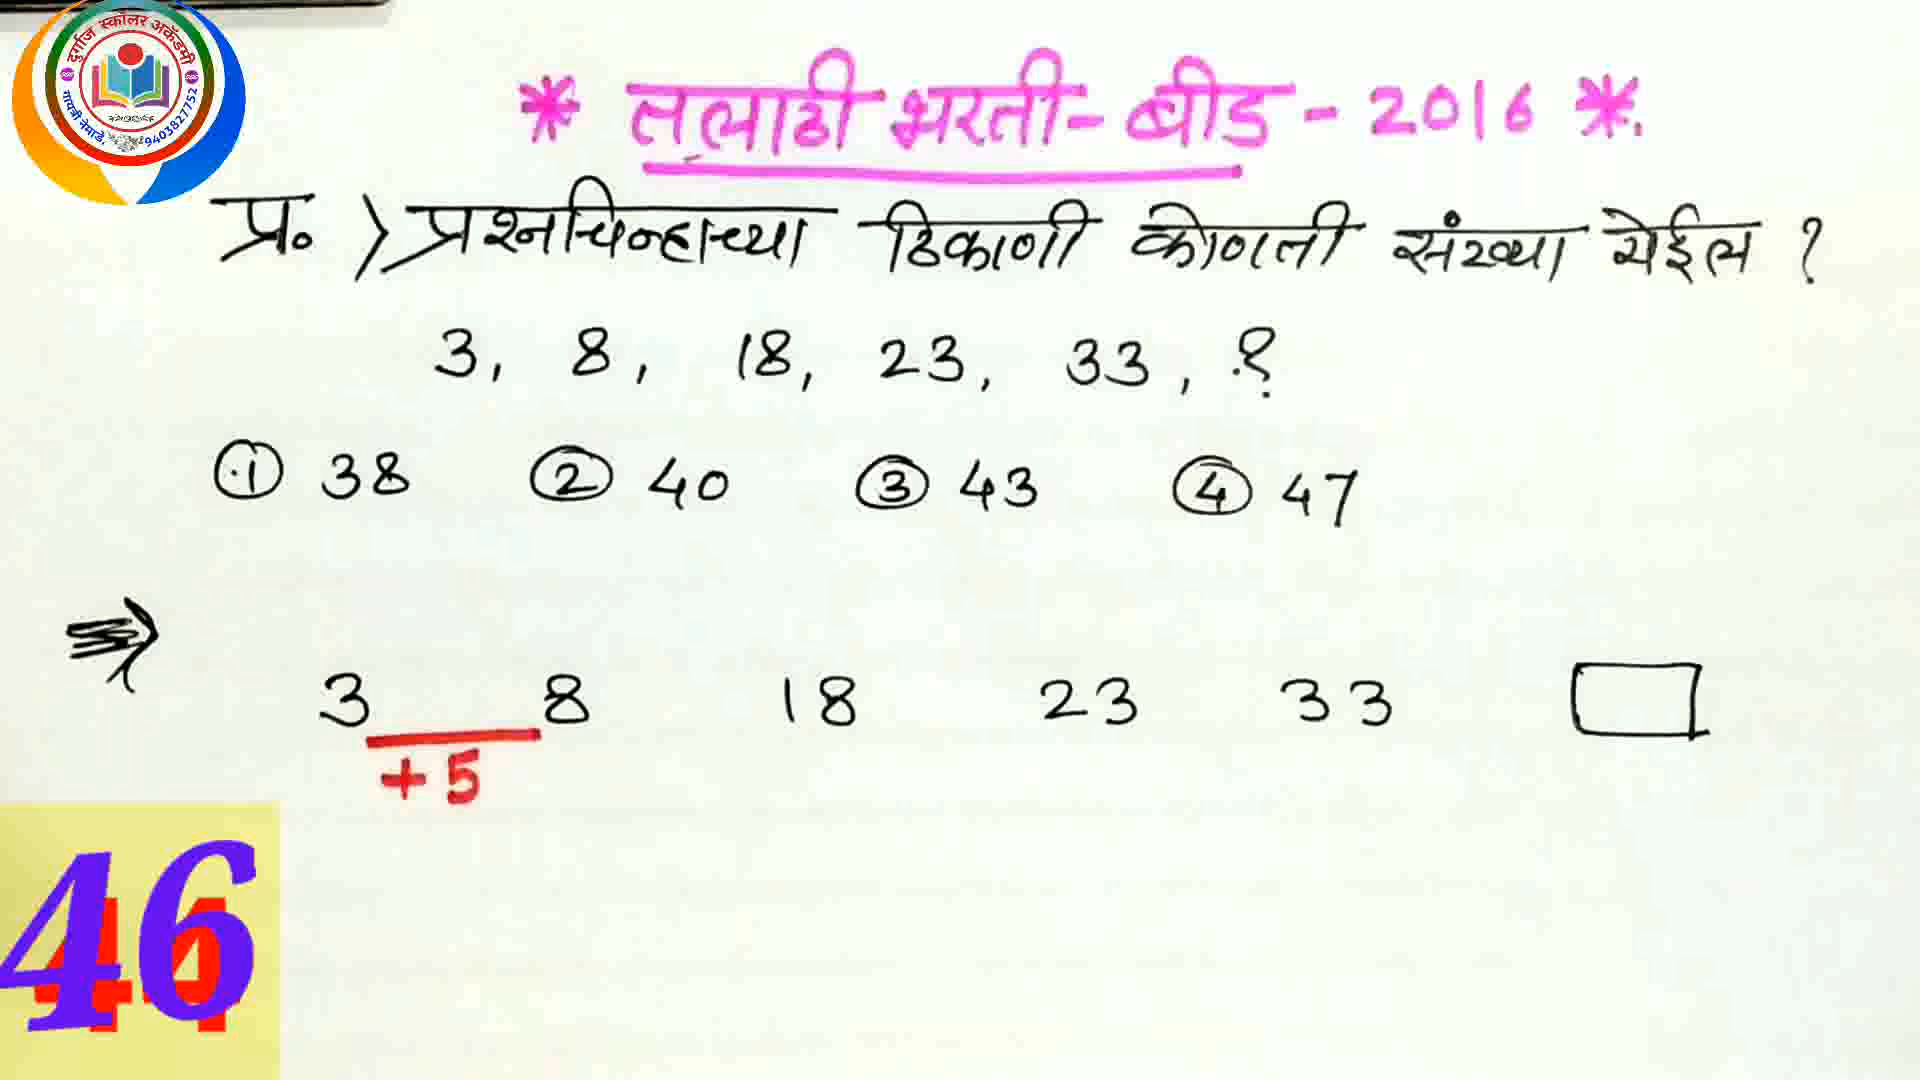 दुर्गाज स्कॉलर अकॅडमी
गायत्री नेमाडे, 9403827752
* तलाठी भरती - बीड - 2016 *
प्र. > प्रश्नचिन्हाच्या ठिकाणी कोणती संख्या येईल ?
3, 8, 18, 23, 33, ?
① 38 ② 40 ③ 43 ④ 47
⇒ 3 8 18 23 33
+5
46